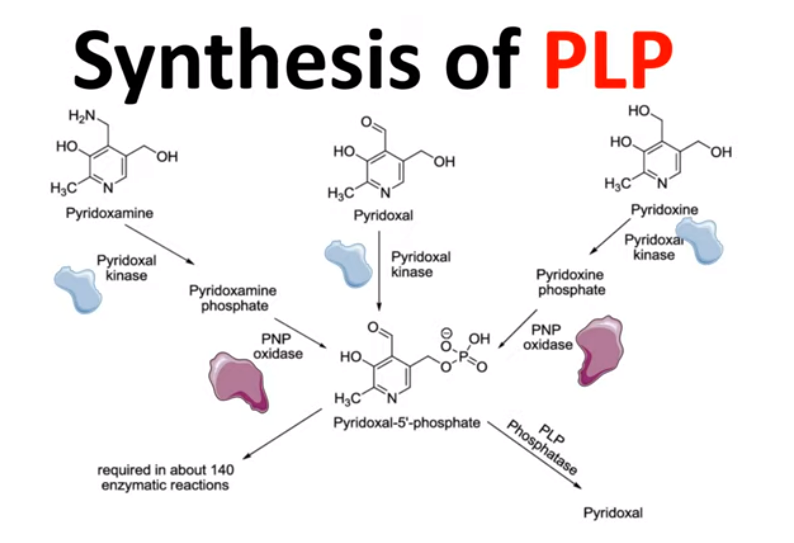 Synthesis of PLP
H₂N
HO
OH
H₃C
N
Pyridoxamine
O
HO
OH
H₃C
N
Pyridoxal
HO
HO
OH
H₃C
N
Pyridoxine
Pyridoxal
kinase
Pyridoxal
kinase
Pyridoxal
kinase
Pyridoxamine
phosphate
Pyridoxine
phosphate
PNP
oxidase
PNP
oxidase
O
HO
H₃C
N
O
⊖
O
P
OH
O
Pyridoxal-5'-phosphate
required in about 140
enzymatic reactions
PLP
Phosphatase
Pyridoxal